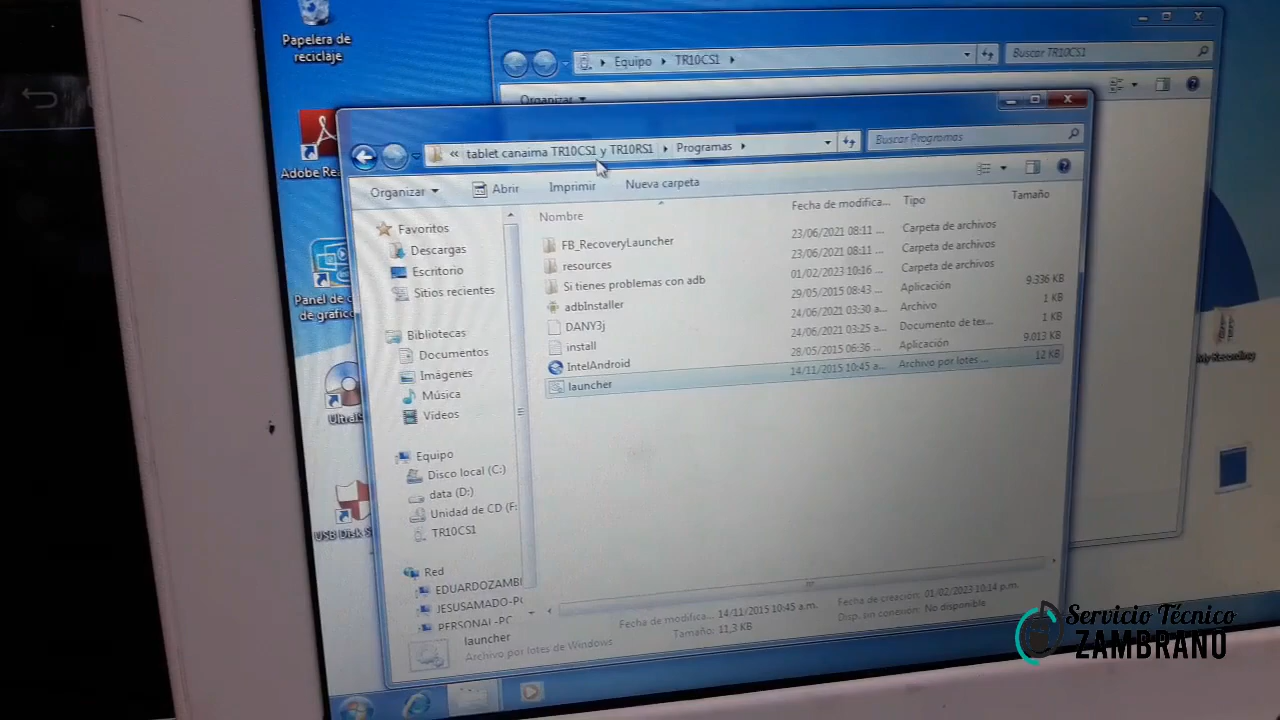 Papelera de
reciclaje
Adobe Re
Panel de c
de gráfico
UltraIS
USB Disk S
Equipo ▸ TR10CS1 ▸
Buscar TR10CS1
Organizar
« tablet canaima TR10CS1 y TR10RS1 ▸ Programas ▸
Buscar Programas
Organizar Abrir Imprimir Nueva carpeta
Nombre Fecha de modifica... Tipo Tamaño
FB_RecoveryLauncher 23/06/2021 08:11 ... Carpeta de archivos
resources 23/06/2021 08:11 ... Carpeta de archivos
Si tienes problemas con adb 01/02/2023 10:16 ... Carpeta de archivos
adbInstaller 29/05/2015 08:43 ... Aplicación 9.336 KB
DANY3j 24/06/2021 03:30 a... Archivo 1 KB
install 24/06/2021 03:25 a... Documento de tex... 1 KB
IntelAndroid 28/05/2015 06:36 ... Aplicación 9.013 KB
launcher 14/11/2015 10:45 a... Archivo por lotes ... 12 KB
Favoritos
Descargas
Escritorio
Sitios recientes
Bibliotecas
Documentos
Imágenes
Música
Vídeos
Equipo
Disco local (C:)
data (D:)
Unidad de CD (F:
TR10CS1
Red
EDUARDOZAMBI
JESUSAMADO-PC
PERSONAL-PC
launcher
Archivo por lotes de Windows
Fecha de modifica... 14/11/2015 10:45 a.m.
Tamaño: 11,3 KB
Fecha de creación: 01/02/2023 10:14 p.m.
Disp. sin conexión: No disponible
My Recording
Servicio Técnico
ZAMBRANO